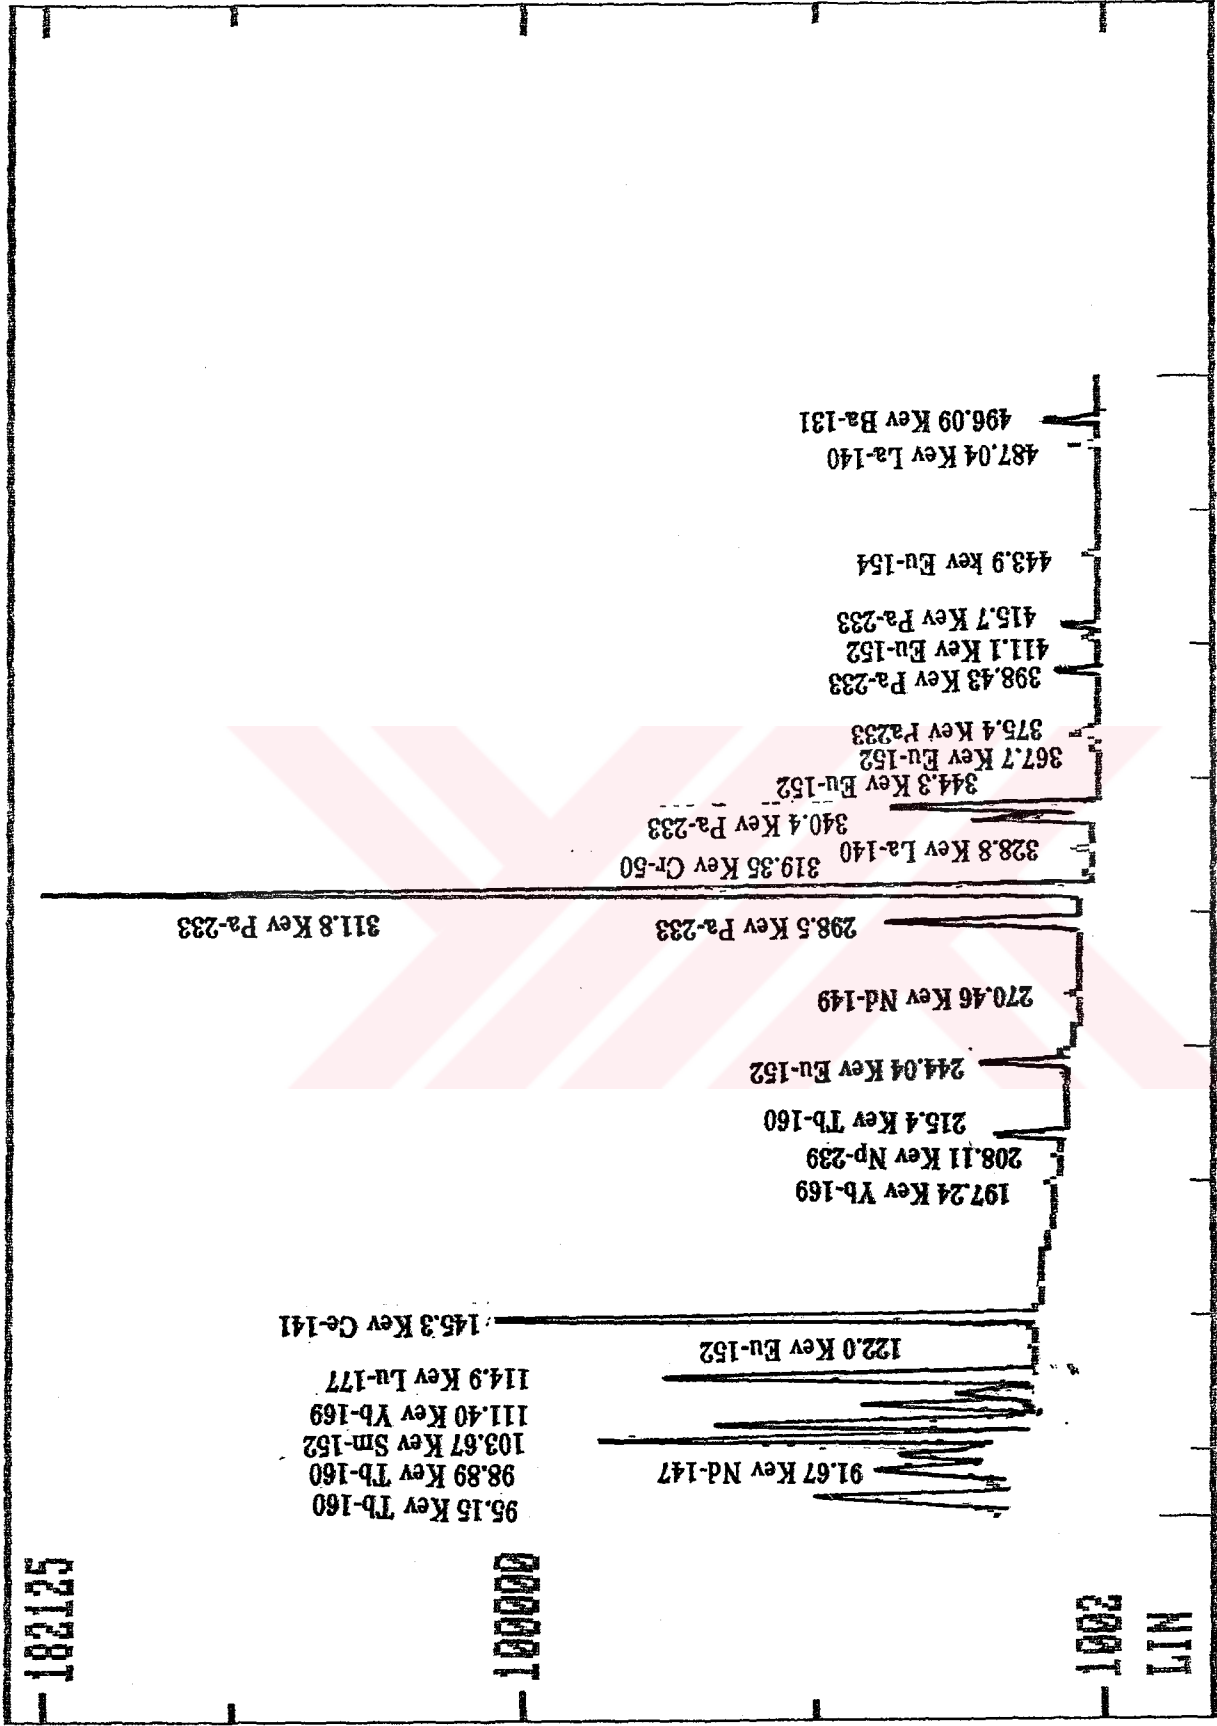 182125
100000
1002
LIN
95.15 Kev Tb-160
98.89 Kev Tb-160
103.67 Kev Sm-152
111.40 Kev Yb-169
114.9 Kev Lu-177
91.67 Kev Nd-147
122.0 Kev Eu-152
145.3 Kev Ce-141
197.24 Kev Yb-169
208.11 Kev Np-239
215.4 Kev Tb-160
244.04 Kev Eu-152
270.46 Kev Nd-149
298.5 Kev Pa-233
311.8 Kev Pa-233
319.35 Kev Cr-50
328.8 Kev La-140
340.4 Kev Pa-233
344.3 Kev Eu-152
367.7 Kev Eu-152
375.4 Kev Pa233
398.43 Kev Pa-233
411.1 Kev Eu-152
415.7 Kev Pa-233
443.9 kev Eu-154
487.04 Kev La-140
496.09 Kev Ba-131